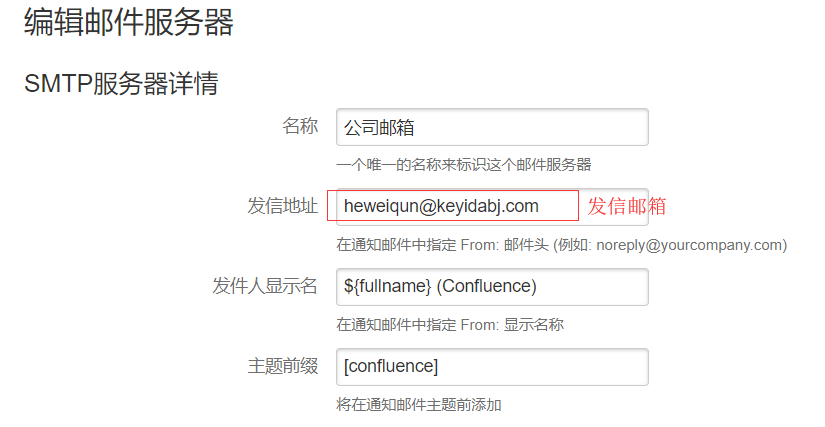 编辑邮件服务器
SMTP服务器详情
名称 公司邮箱
一个唯一的名称来标识这个邮件服务器
发信地址 heweiqun@keyidabj.com 发信邮箱
在通知邮件中指定 From: 邮件头 (例如: noreply@yourcompany.com)
发件人显示名 ${fullname} (Confluence)
在通知邮件中指定 From: 显示名称
主题前缀 [confluence]
将在通知邮件主题前添加